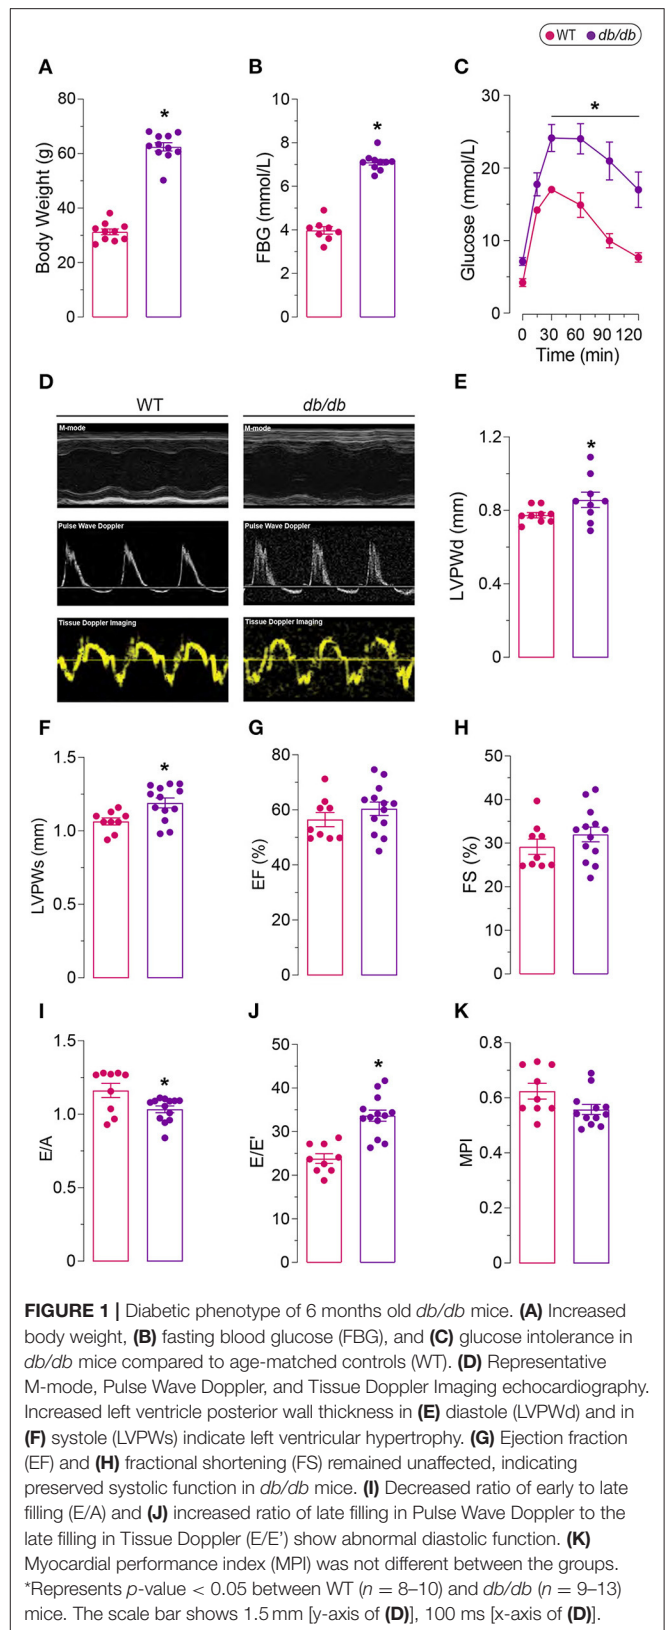 WT db/db
A
B
C
80
60
40
20
0
Body Weight (g)
*
10
8
6
4
2
0
FBG (mmol/L)
*
30
20
10
0
Glucose (mmol/L)
*
0 30 60 90 120
Time (min)
D
WT
db/db
M-mode
M-mode
Pulse Wave Doppler
Pulse Wave Doppler
Tissue Doppler Imaging
Tissue Doppler Imaging
E
1.2
0.8
0.4
0
LVPWd (mm)
*
F
1.5
1.0
0.5
0
LVPWs (mm)
*
G
80
60
40
20
0
EF (%)
H
50
40
30
20
10
0
FS (%)
I
1.5
1.0
0.5
0
E/A
*
J
50
40
30
20
10
0
E/E'
*
K
0.8
0.6
0.4
0.2
0
MPI
FIGURE 1 | Diabetic phenotype of 6 months old db/db mice. (A) Increased
body weight, (B) fasting blood glucose (FBG), and (C) glucose intolerance in
db/db mice compared to age-matched controls (WT). (D) Representative
M-mode, Pulse Wave Doppler, and Tissue Doppler Imaging echocardiography.
Increased left ventricle posterior wall thickness in (E) diastole (LVPWd) and in
(F) systole (LVPWs) indicate left ventricular hypertrophy. (G) Ejection fraction
(EF) and (H) fractional shortening (FS) remained unaffected, indicating
preserved systolic function in db/db mice. (I) Decreased ratio of early to late
filling (E/A) and (J) increased ratio of late filling in Pulse Wave Doppler to the
late filling in Tissue Doppler (E/E’) show abnormal diastolic function. (K)
Myocardial performance index (MPI) was not different between the groups.
*Represents p-value < 0.05 between WT (n = 8–10) and db/db (n = 9–13)
mice. The scale bar shows 1.5 mm [y-axis of (D)], 100 ms [x-axis of (D)].